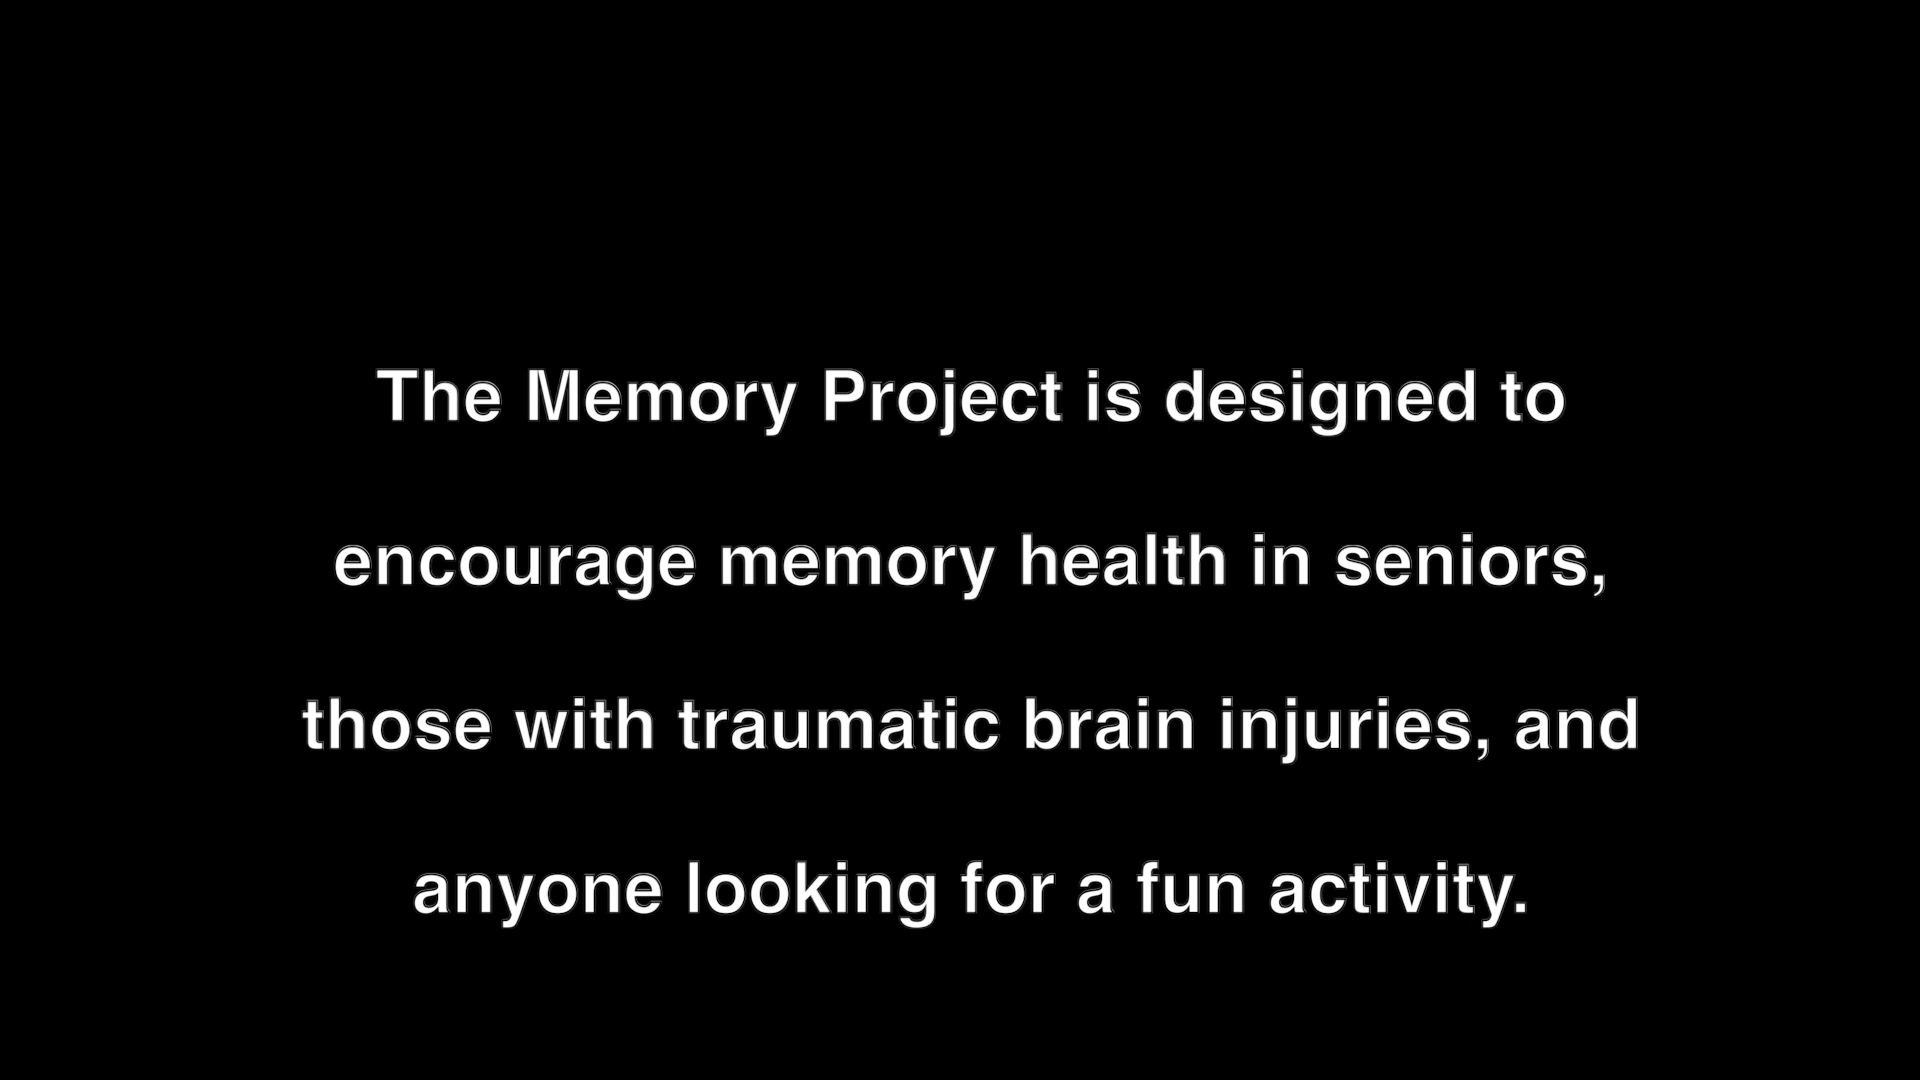 The Memory Project is designed to
encourage memory health in seniors,
those with traumatic brain injuries, and
anyone looking for a fun activity.